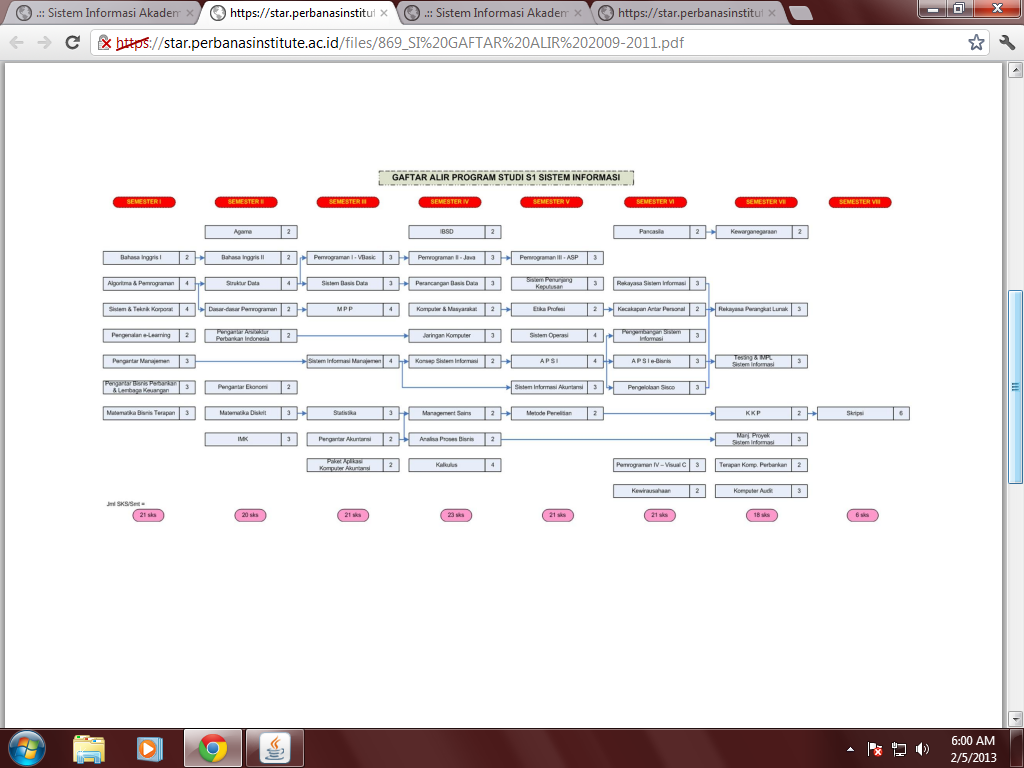 .:: Sistem Informasi Akadem
https://star.perbanasinstitut
.:: Sistem Informasi Akadem
https://star.perbanasinstitut
https://star.perbanasinstitute.ac.id/files/869_SI%20GAFTAR%20ALIR%202009-2011.pdf
GAFTAR ALIR PROGRAM STUDI S1 SISTEM INFORMASI
SEMESTER I SEMESTER II SEMESTER III SEMESTER IV SEMESTER V SEMESTER VI SEMESTER VII SEMESTER VIII
Agama 2 IBSD 2 Pancasila 2 Kewarganegaraan 2
Bahasa Inggris I 2 Bahasa Inggris II 2 Pemrograman I - VBasic 3 Pemrograman II - Java 3 Pemrograman III - ASP 3
Algoritma & Pemrograman 4 Struktur Data 4 Sistem Basis Data 3 Perancangan Basis Data 3 Sistem Penunjang Keputusan 3 Rekayasa Sistem Informasi 3
Sistem & Teknik Korporat 4 Dasar-dasar Pemrograman 2 M P P 4 Komputer & Masyarakat 2 Etika Profesi 2 Kecakapan Antar Personal 2 Rekayasa Perangkat Lunak 3
Pengenalan e-Learning 2 Pengantar Arsitektur Perbankan Indonesia 2 Jaringan Komputer 3 Sistem Operasi 4 Pengembangan Sistem Informasi 3
Pengantar Manajemen 3 Sistem Informasi Manajemen 4 Konsep Sistem Informasi 2 A P S I 4 A P S I e-Bisnis 3 Testing & IMPL Sistem Informasi 3
Pengantar Bisnis Perbankan & Lembaga Keuangan 3 Pengantar Ekonomi 2 Sistem Informasi Akuntansi 3 Pengelolaan Sisco 3
Matematika Bisnis Terapan 3 Matematika Diskrit 3 Statistika 3 Management Sains 2 Metode Penelitian 2 K K P 2 Skripsi 6
IMK 3 Pengantar Akuntansi 2 Analisa Proses Bisnis 2 Manj. Proyek Sistem Informasi 3
Paket Aplikasi Komputer Akuntansi 2 Kalkulus 4 Pemrograman IV – Visual C 3 Terapan Komp. Perbankan 2
Kewirausahaan 2 Komputer Audit 3
Jml SKS/Smt =
21 sks 20 sks 21 sks 23 sks 21 sks 21 sks 18 sks 6 sks
6:00 AM
2/5/2013